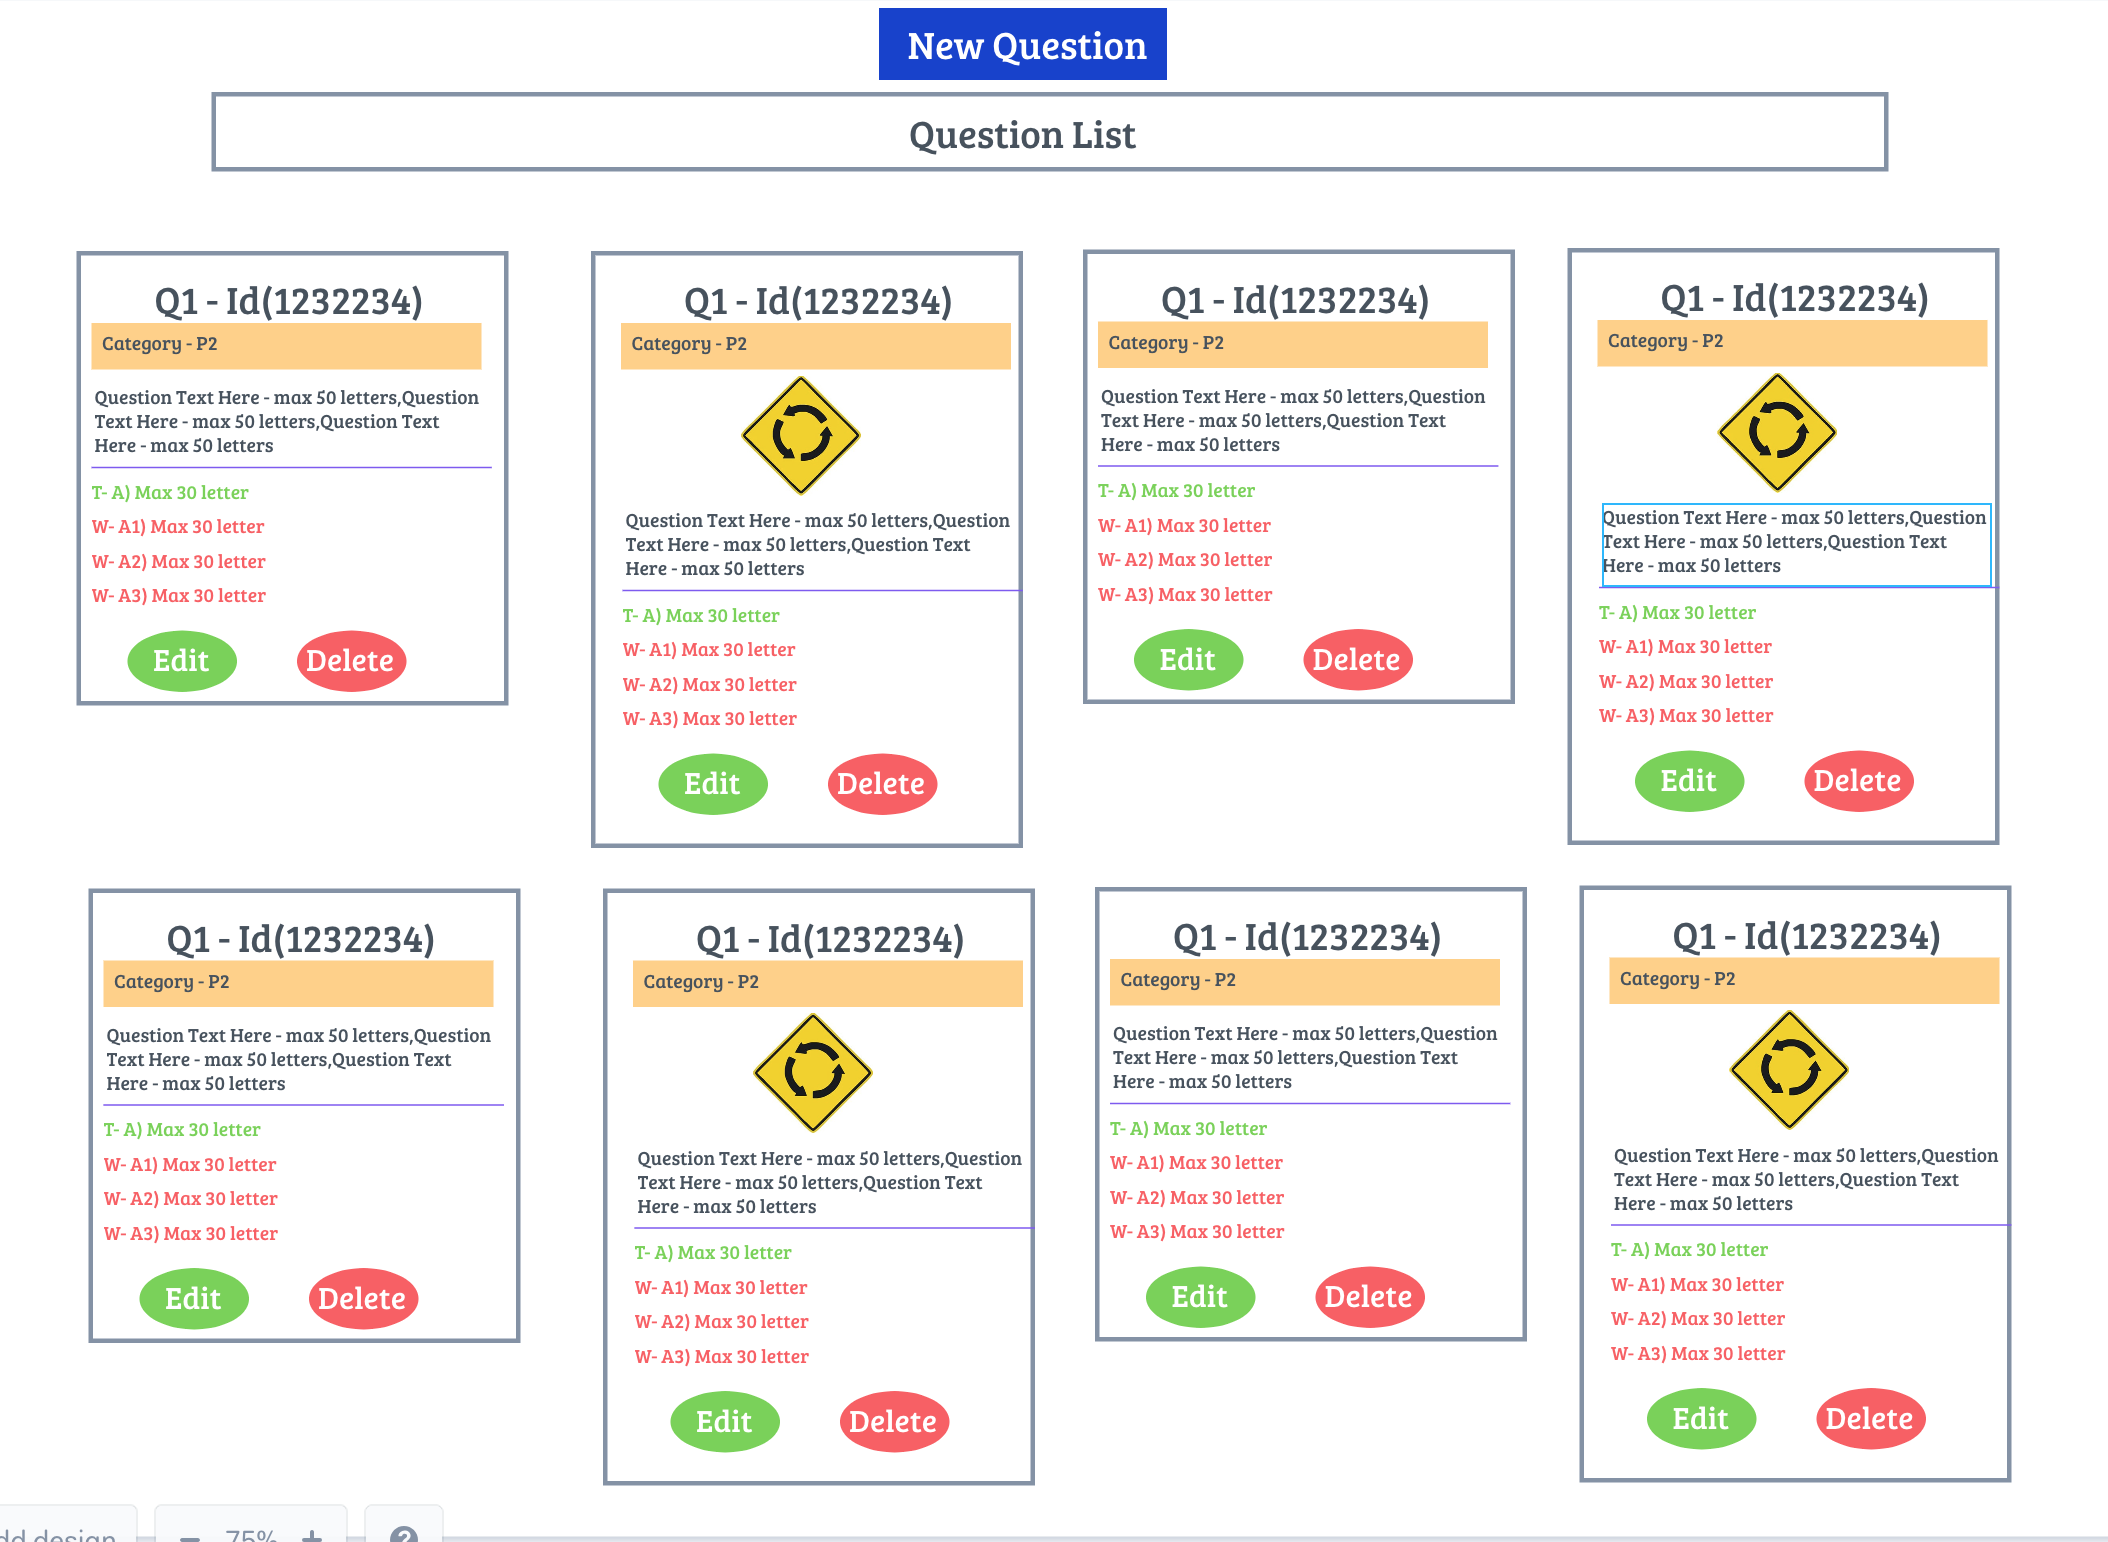 New Question
Question List
Q1 - Id(1232234)
Category - P2
Question Text Here - max 50 letters,Question
Text Here - max 50 letters,Question Text
Here - max 50 letters
T- A) Max 30 letter
W- A1) Max 30 letter
W- A2) Max 30 letter
W- A3) Max 30 letter
Edit Delete
Q1 - Id(1232234)
Category - P2
Question Text Here - max 50 letters,Question
Text Here - max 50 letters,Question Text
Here - max 50 letters
T- A) Max 30 letter
W- A1) Max 30 letter
W- A2) Max 30 letter
W- A3) Max 30 letter
Edit Delete
Q1 - Id(1232234)
Category - P2
Question Text Here - max 50 letters,Question
Text Here - max 50 letters,Question Text
Here - max 50 letters
T- A) Max 30 letter
W- A1) Max 30 letter
W- A2) Max 30 letter
W- A3) Max 30 letter
Edit Delete
Q1 - Id(1232234)
Category - P2
Question Text Here - max 50 letters,Question
Text Here - max 50 letters,Question Text
Here - max 50 letters
T- A) Max 30 letter
W- A1) Max 30 letter
W- A2) Max 30 letter
W- A3) Max 30 letter
Edit Delete
Q1 - Id(1232234)
Category - P2
Question Text Here - max 50 letters,Question
Text Here - max 50 letters,Question Text
Here - max 50 letters
T- A) Max 30 letter
W- A1) Max 30 letter
W- A2) Max 30 letter
W- A3) Max 30 letter
Edit Delete
Q1 - Id(1232234)
Category - P2
Question Text Here - max 50 letters,Question
Text Here - max 50 letters,Question Text
Here - max 50 letters
T- A) Max 30 letter
W- A1) Max 30 letter
W- A2) Max 30 letter
W- A3) Max 30 letter
Edit Delete
Q1 - Id(1232234)
Category - P2
Question Text Here - max 50 letters,Question
Text Here - max 50 letters,Question Text
Here - max 50 letters
T- A) Max 30 letter
W- A1) Max 30 letter
W- A2) Max 30 letter
W- A3) Max 30 letter
Edit Delete
Q1 - Id(1232234)
Category - P2
Question Text Here - max 50 letters,Question
Text Here - max 50 letters,Question Text
Here - max 50 letters
T- A) Max 30 letter
W- A1) Max 30 letter
W- A2) Max 30 letter
W- A3) Max 30 letter
Edit Delete
dd design − 75% + ?